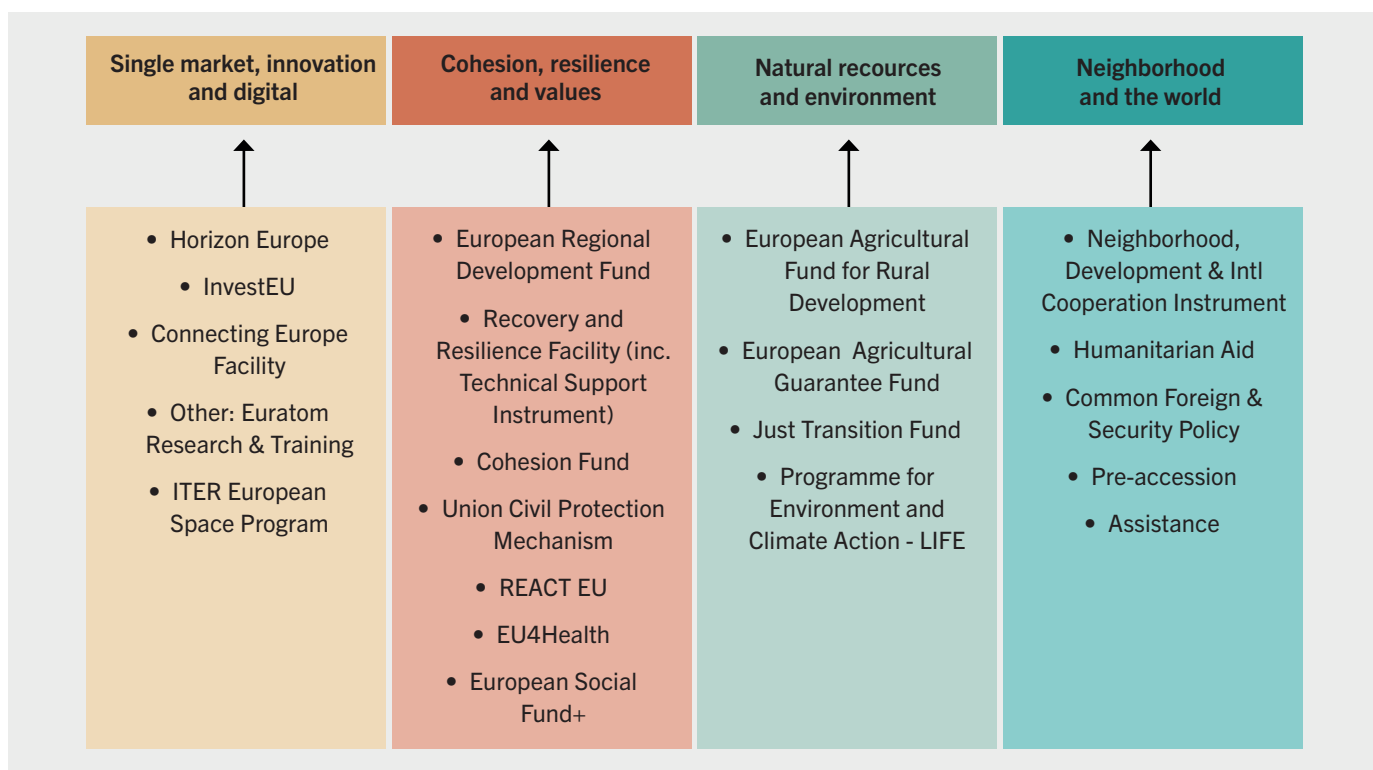 Single market, innovation
and digital
Cohesion, resilience
and values
Natural recources
and environment
Neighborhood
and the world
• Horizon Europe
• InvestEU
• Connecting Europe
Facility
• Other: Euratom
Research & Training
• ITER European
Space Program
• European Regional
Development Fund
• Recovery and
Resilience Facility (inc.
Technical Support
Instrument)
• Cohesion Fund
• Union Civil Protection
Mechanism
• REACT EU
• EU4Health
• European Social
Fund+
• European Agricultural
Fund for Rural
Development
• European Agricultural
Guarantee Fund
• Just Transition Fund
• Programme for
Environment and
Climate Action - LIFE
• Neighborhood,
Development & Intl
Cooperation Instrument
• Humanitarian Aid
• Common Foreign &
Security Policy
• Pre-accession
• Assistance